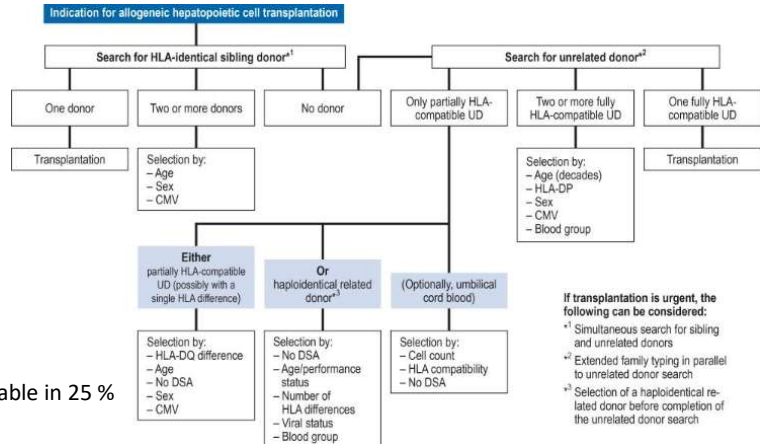 Indication for allogeneic hepatopoietic cell transplantation
Search for HLA-identical sibling donor*1
Search for unrelated donor*2
One donor
Two or more donors
No donor
Only partially HLA-
compatible UD
Two or more fully
HLA-compatible UD
One fully HLA-
compatible UD
Transplantation
Selection by:
– Age
– Sex
– CMV
Selection by:
– Age (decades)
– HLA-DP
– Sex
– CMV
– Blood group
Transplantation
Either
partially HLA-compatible
UD (possibly with a
single HLA difference)
Or
haploidentical related
donor*3
(Optionally, umbilical
cord blood)
Selection by:
– HLA-DQ difference
– Age
– No DSA
– Sex
– CMV
Selection by:
– No DSA
– Age/performance
status
– Number of
HLA differences
– Viral status
– Blood group
Selection by:
– Cell count
– HLA compatibility
– No DSA
If transplantation is urgent, the
following can be considered:
*1 Simultaneous search for sibling
and unrelated donors
*2 Extended family typing in parallel
to unrelated donor search
*3 Selection of a haploidentical re-
lated donor before completion of
the unrelated donor search
able in 25 %